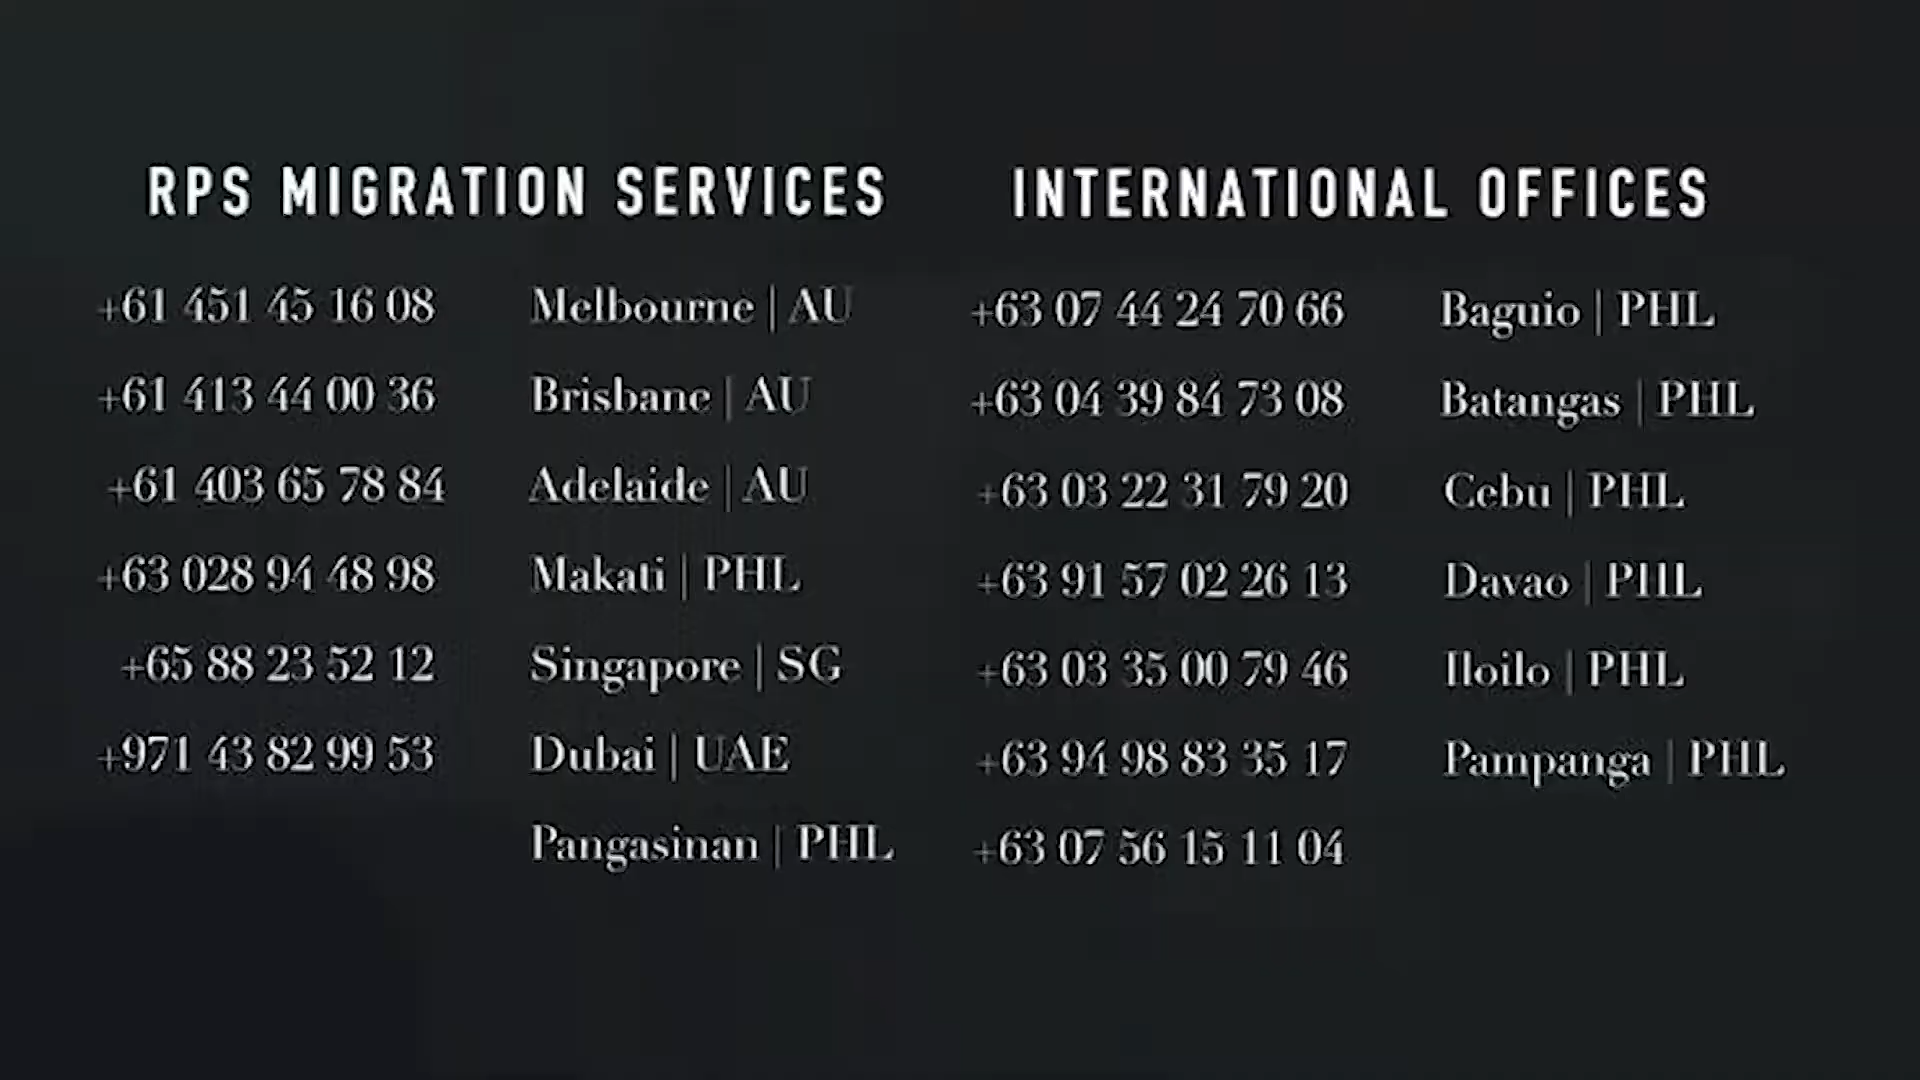 RPS MIGRATION SERVICES
+61 451 45 16 08 Melbourne | AU
+61 413 44 00 36 Brisbane | AU
+61 403 65 78 84 Adelaide | AU
+63 028 94 48 98 Makati | PHL
+65 88 23 52 12 Singapore | SG
+971 43 82 99 53 Dubai | UAE
Pangasinan | PHL
INTERNATIONAL OFFICES
+63 07 44 24 70 66 Baguio | PHL
+63 04 39 84 73 08 Batangas | PHL
+63 03 22 31 79 20 Cebu | PHL
+63 91 57 02 26 13 Davao | PHL
+63 03 35 00 79 46 Iloilo | PHL
+63 94 98 83 35 17 Pampanga | PHL
+63 07 56 15 11 04